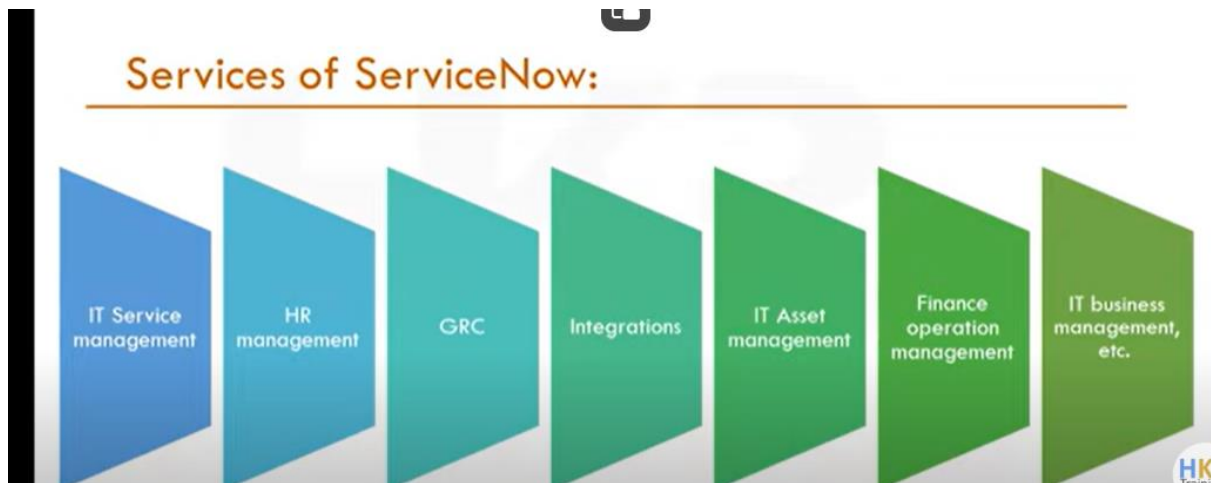 Services of ServiceNow:
IT Service
management
HR
management
GRC
Integrations
IT Asset
management
Finance
operation
management
IT business
management,
etc.
HK